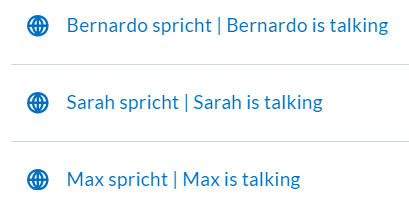 Bernardo spricht | Bernardo is talking
Sarah spricht | Sarah is talking
Max spricht | Max is talking